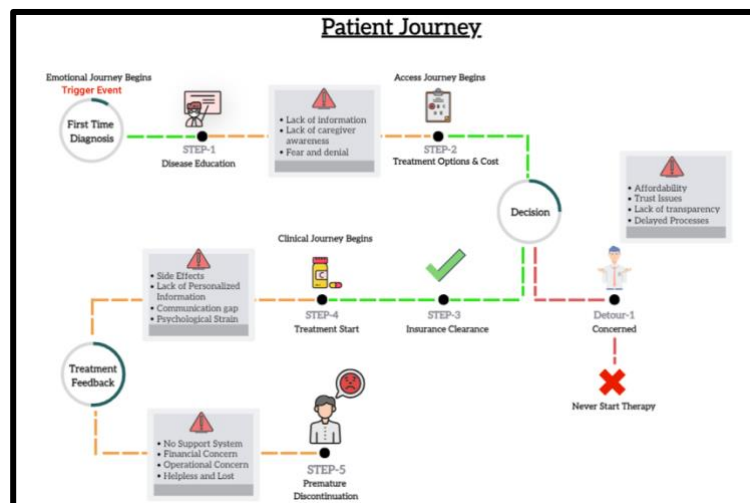 Patient Journey
Emotional Journey Begins
Trigger Event
First Time
Diagnosis
STEP-1
Disease Education
• Lack of information
• Lack of caregiver
awareness
• Fear and denial
Access Journey Begins
STEP-2
Treatment Options & Cost
Decision
• Affordability
• Trust Issues
• Lack of transparency
• Delayed Processes
Detour-1
Concerned
Never Start Therapy
STEP-3
Insurance Clearance
Clinical Journey Begins
C
STEP-4
Treatment Start
• Side Effects
• Lack of Personalized
Information
• Communication gap
• Psychological Strain
Treatment
Feedback
• No Support System
• Financial Concern
• Operational Concern
• Helpless and Lost
STEP-5
Premature
Discontinuation